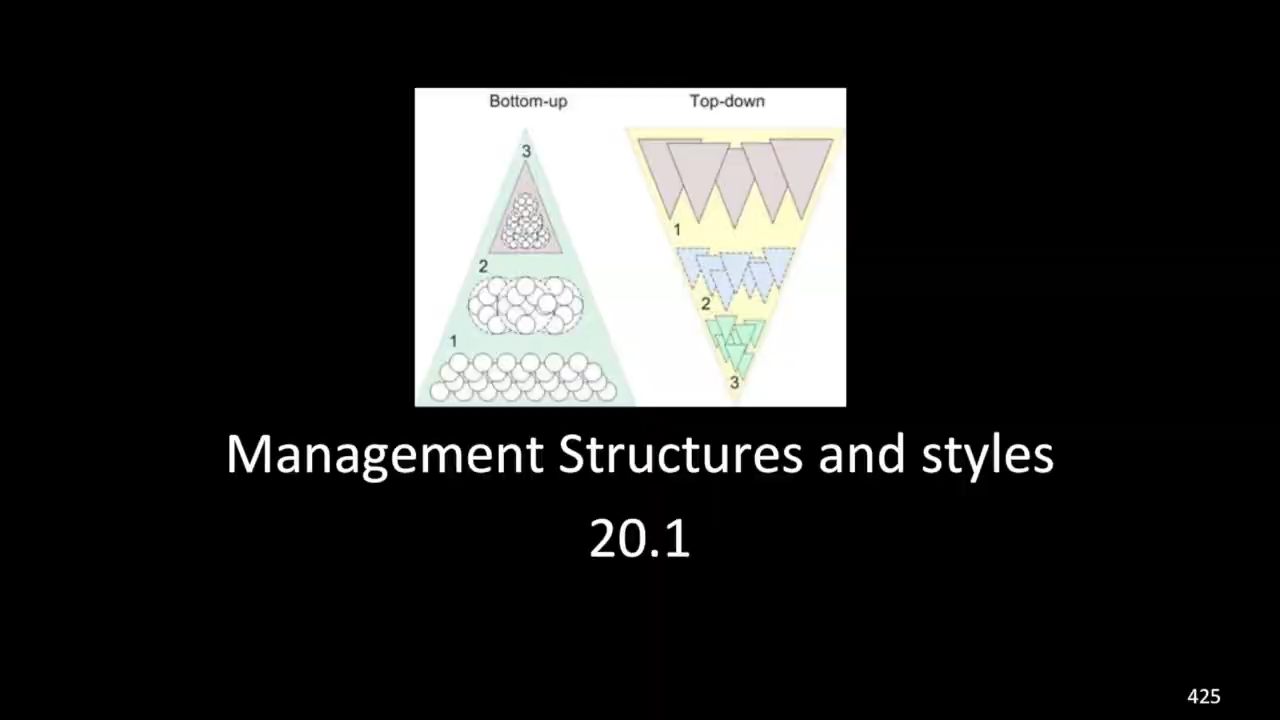 Bottom-up
Top-down
3
2
1
1
2
3
Management Structures and styles
20.1
425